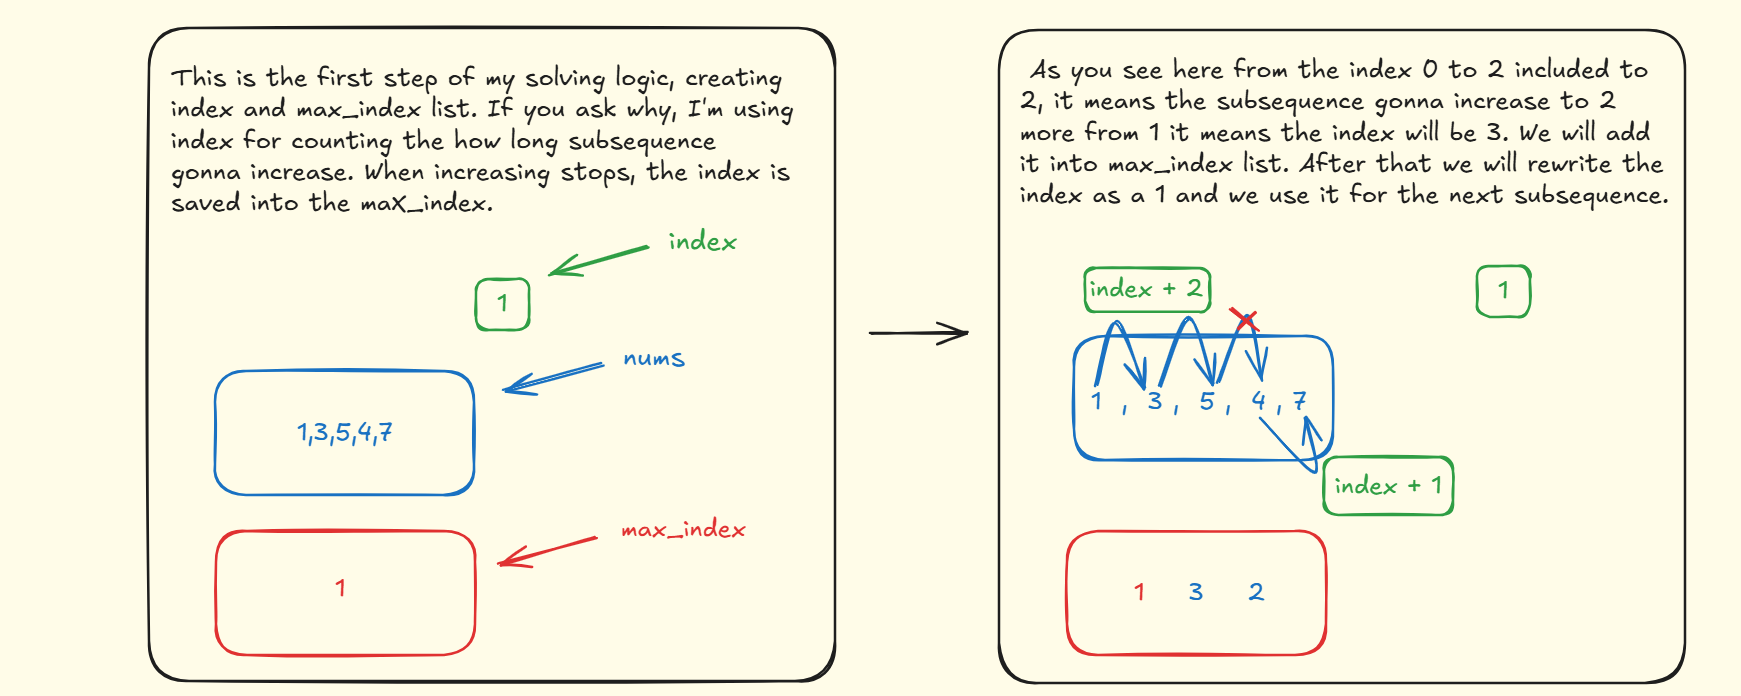 This is the first step of my solving logic, creating
index and max_index list. If you ask why, I'm using
index for counting the how long subsequence
gonna increase. When increasing stops, the index is
saved into the maX_index.
index
1
nums
1,3,5,4,7
max_index
1
As you see here from the index 0 to 2 included to
2, it means the subsequence gonna increase to 2
more from 1 it means the index will be 3. We will add
it into max_index list. After that we will rewrite the
index as a 1 and we use it for the next subsequence.
index + 2
1
1 , 3 , 5 , 4 , 7
index + 1
1 3 2